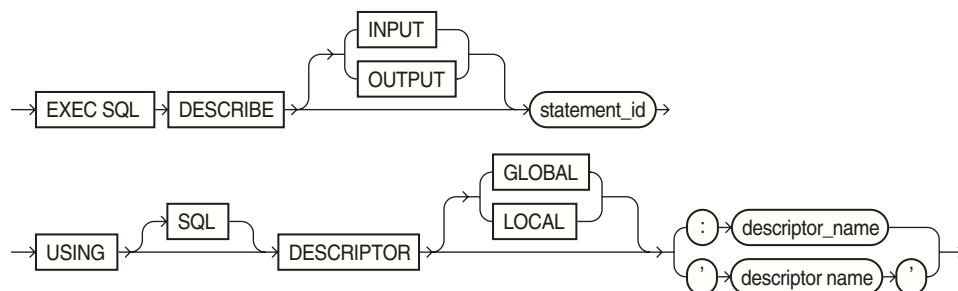 INPUT
OUTPUT
EXEC SQL DESCRIBE statement_id
GLOBAL
SQL LOCAL
USING DESCRIPTOR : descriptor_name
' descriptor name '